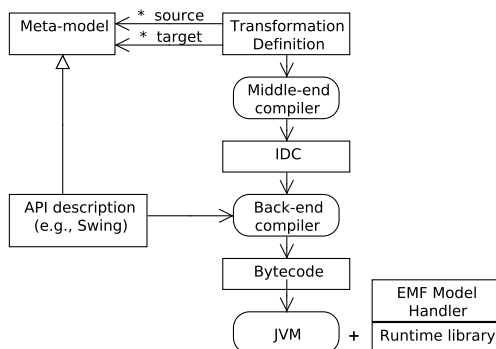 Meta-model
* source
* target
Transformation
Definition
Middle-end
compiler
IDC
API description
(e.g., Swing)
Back-end
compiler
Bytecode
JVM
+
EMF Model
Handler
Runtime library